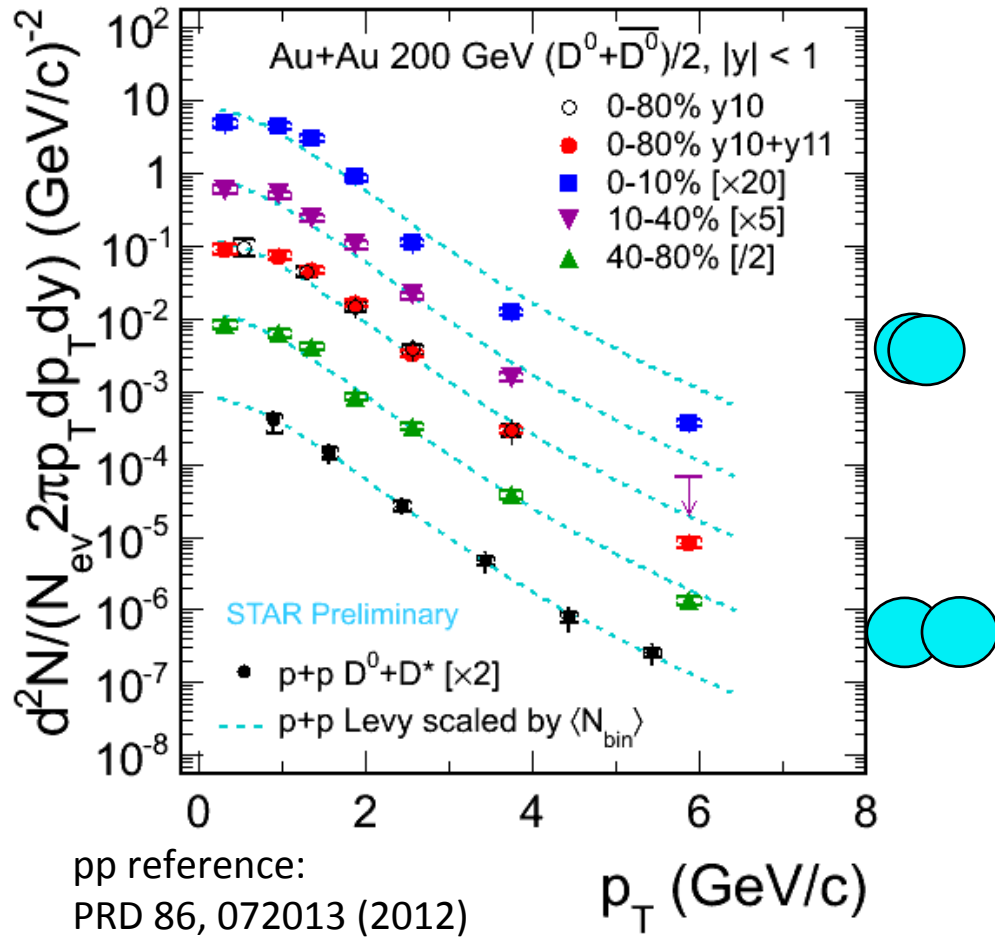 d²N/(N_ev 2πp_T dp_T dy) (GeV/c)⁻²
10²
10
1
10⁻¹
10⁻²
10⁻³
10⁻⁴
10⁻⁵
10⁻⁶
10⁻⁷
10⁻⁸
Au+Au 200 GeV (D⁰+D̅⁰)/2, |y| < 1
0-80% y10
0-80% y10+y11
0-10% [×20]
10-40% [×5]
40-80% [/2]
STAR Preliminary
p+p D⁰+D* [×2]
p+p Levy scaled by ⟨N_bin⟩
0 2 4 6 8
p_T (GeV/c)
pp reference:
PRD 86, 072013 (2012)